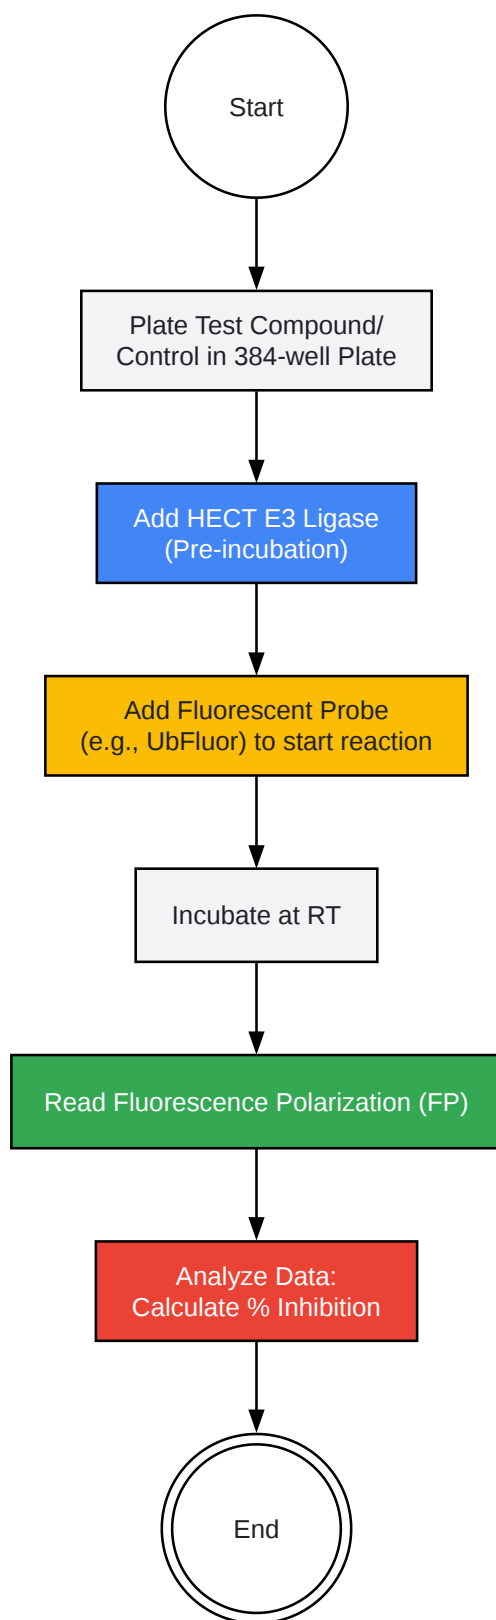 Start
Plate Test Compound/
Control in 384-well Plate
Add HECT E3 Ligase
(Pre-incubation)
Add Fluorescent Probe
(e.g., UbFluor) to start reaction
Incubate at RT
Read Fluorescence Polarization (FP)
Analyze Data:
Calculate % Inhibition
End